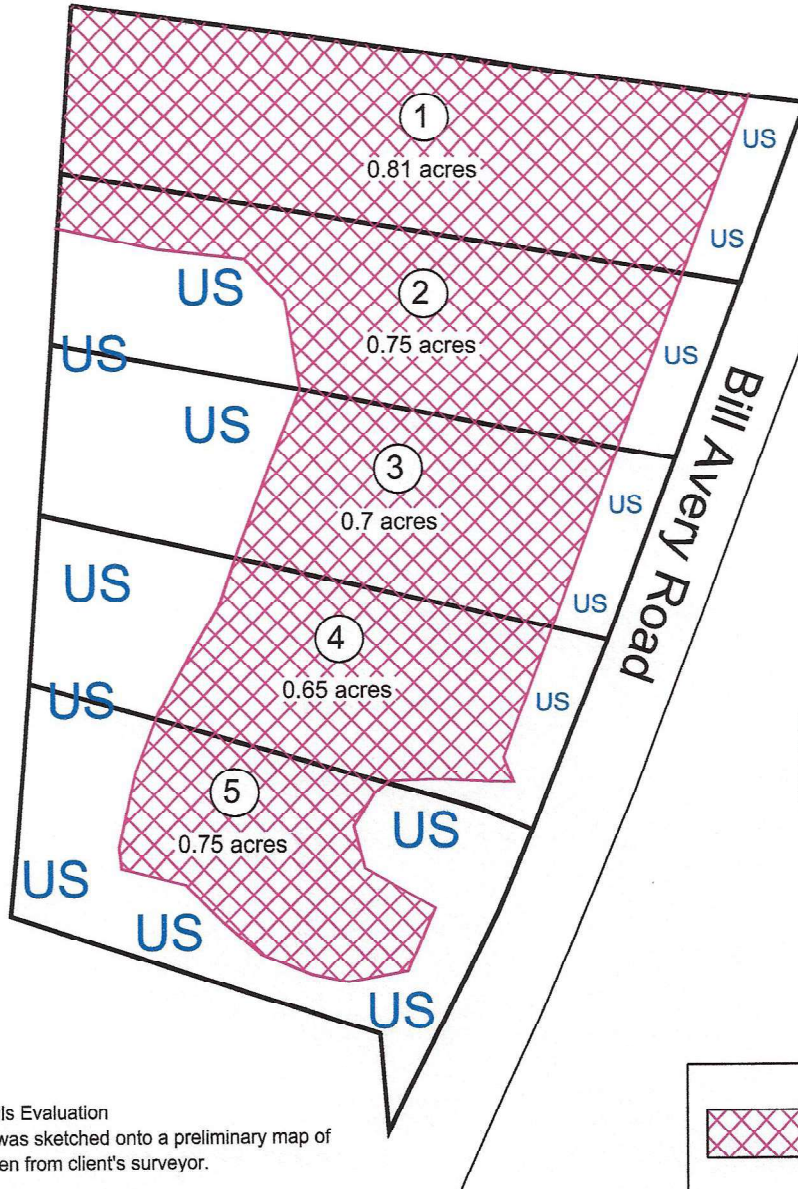 1
0.81 acres
US
US
2
0.75 acres
US
US
US
3
0.7 acres
US
US
US
Bill Avery Road
4
0.65 acres
US
US
US
5
0.75 acres
US
US
US
US
ls Evaluation
was sketched onto a preliminary map of
en from client's surveyor.